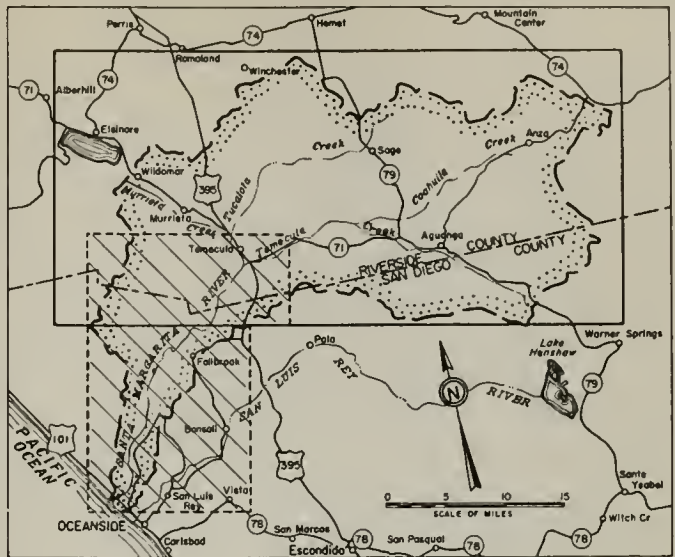 Perris
Hemet
Mountain
Center
74
Romoland
74
Winchester
74
71
Alberhill
74
Elsinore
Wildomar
Murrieta
Creek
Murrieta
395
Tucalota
Creek
Sage
79
Creek
Coahuila
Anza
Temecula
Temecula
Creek
71
Aguanga
RIVERSIDE COUNTY
SAN DIEGO COUNTY
SANTA MARGARITA RIVER
Fallbrook
Pala
SAN LUIS REY RIVER
Lake
Henshaw
Warner Springs
79
N
Bonsall
101
PACIFIC
OCEAN
395
San Luis
Rey
Vista
0 5 10 15
SCALE OF MILES
Santa
Ysabel
OCEANSIDE
Carlsbad
78
San Marcos
Escondido
78
San Pasqual
78
78
Witch Cr